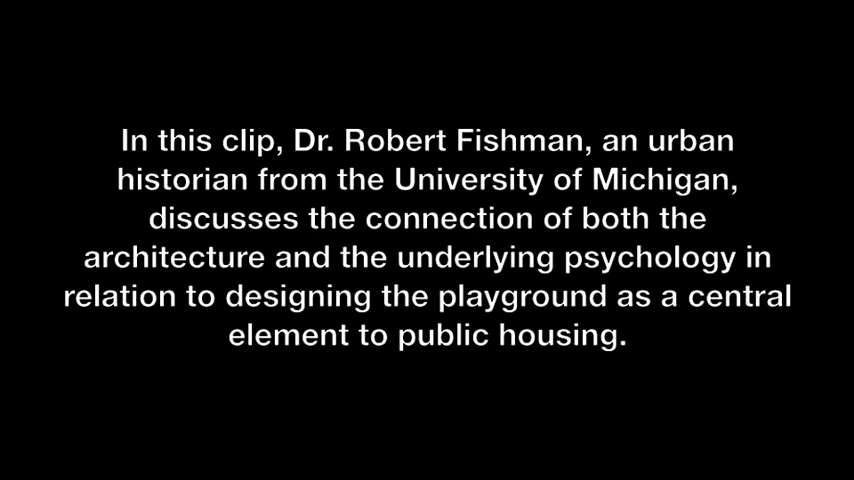 In this clip, Dr. Robert Fishman, an urban
historian from the University of Michigan,
discusses the connection of both the
architecture and the underlying psychology in
relation to designing the playground as a central
element to public housing.